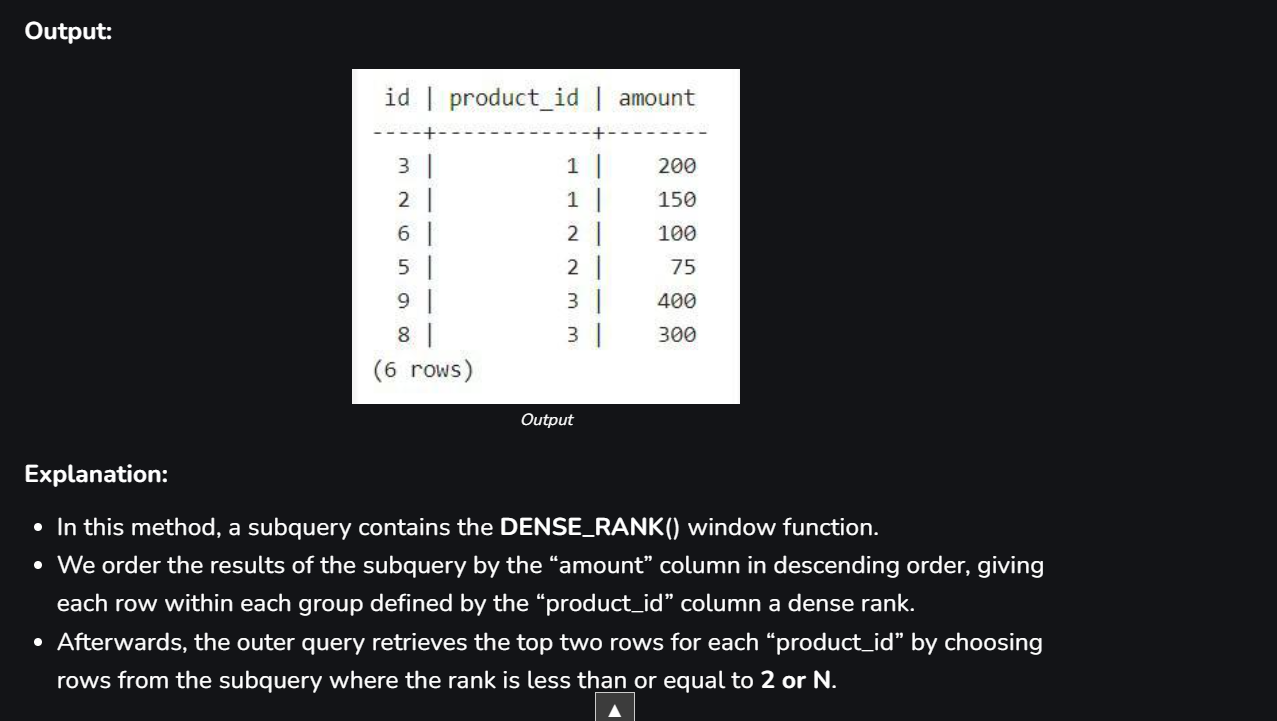 Output:
id | product_id | amount
----+------------+--------
3 | 1 | 200
2 | 1 | 150
6 | 2 | 100
5 | 2 | 75
9 | 3 | 400
8 | 3 | 300
(6 rows)
Output
Explanation:
• In this method, a subquery contains the DENSE_RANK() window function.
• We order the results of the subquery by the “amount” column in descending order, giving
each row within each group defined by the “product_id” column a dense rank.
• Afterwards, the outer query retrieves the top two rows for each “product_id” by choosing
rows from the subquery where the rank is less than or equal to 2 or N.
▲